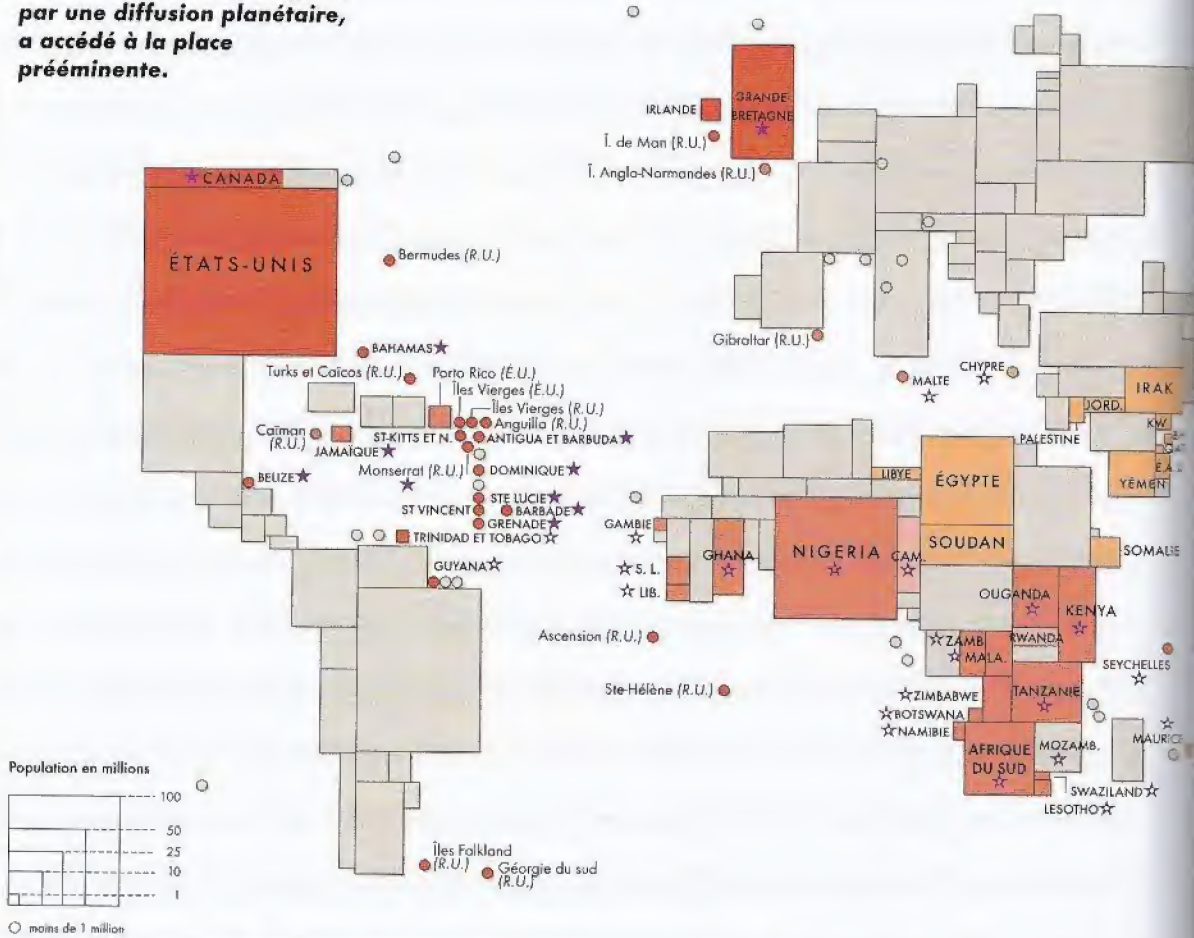 par une diffusion planétaire,
a accédé à la place
prééminente.
IRLANDE
GRANDE-
BRETAGNE
Î. de Man (R.U.)
Î. Anglo-Normandes (R.U.)
CANADA
ÉTATS-UNIS
Bermudes (R.U.)
Gibraltar (R.U.)
BAHAMAS
Turks et Caïcos (R.U.)
Porto Rico (É.U.)
Îles Vierges (É.U.)
Îles Vierges (R.U.)
Anguilla (R.U.)
Caïman
(R.U.)
JAMAÏQUE
ST-KITTS ET N.
ANTIGUA ET BARBUDA
Monserrat (R.U.)
DOMINIQUE
BELIZE
STE LUCIE
ST VINCENT
BARBADE
GRENADE
TRINIDAD ET TOBAGO
GUYANA
MALTE
CHYPRE
IRAK
JORD.
KW
PALESTINE
YÉMEN
LIBYE
ÉGYPTE
SOUDAN
SOMALIE
GAMBIE
S. L.
LIB.
GHANA
NIGERIA
CAM.
OUGANDA
KENYA
RWANDA
ZAMB.
MALA.
TANZANIE
SEYCHELLES
ZIMBABWE
BOTSWANA
NAMIBIE
AFRIQUE
DU SUD
MOZAMB.
SWAZILAND
LESOTHO
Ascension (R.U.)
Ste-Hélène (R.U.)
Îles Falkland
(R.U.)
Géorgie du sud
(R.U.)
Population en millions
100
50
25
10
1
moins de 1 million